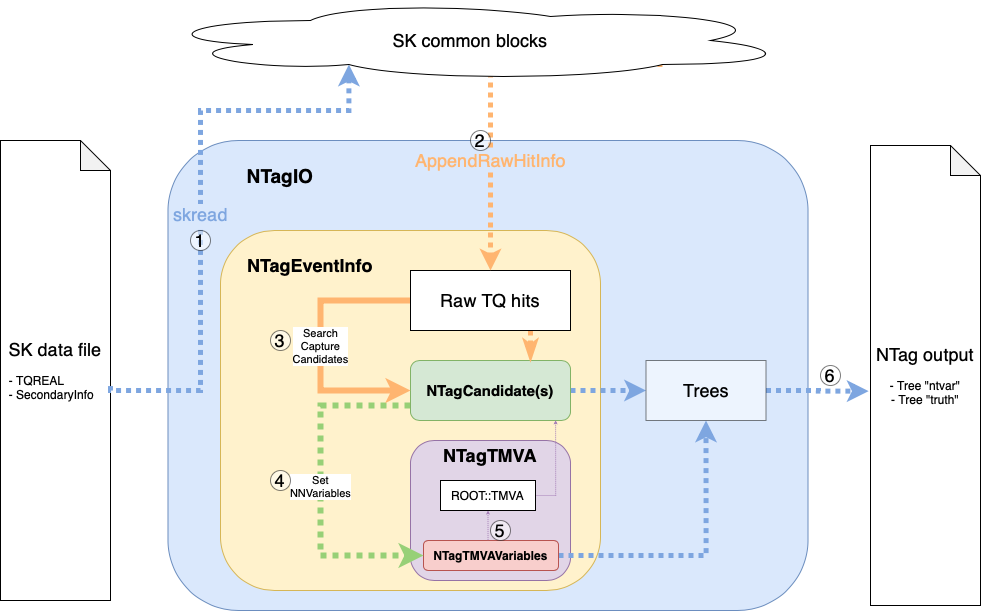 SK common blocks
2
AppendRawHitInfo
NTagIO
skread
1
NTagEventInfo
Raw TQ hits
3
Search
Capture
Candidates
SK data file
- TQREAL
- SecondaryInfo
NTagCandidate(s)
Trees
6
NTag output
- Tree "ntvar"
- Tree "truth"
4
Set
NNVariables
NTagTMVA
ROOT::TMVA
5
NTagTMVAVariables